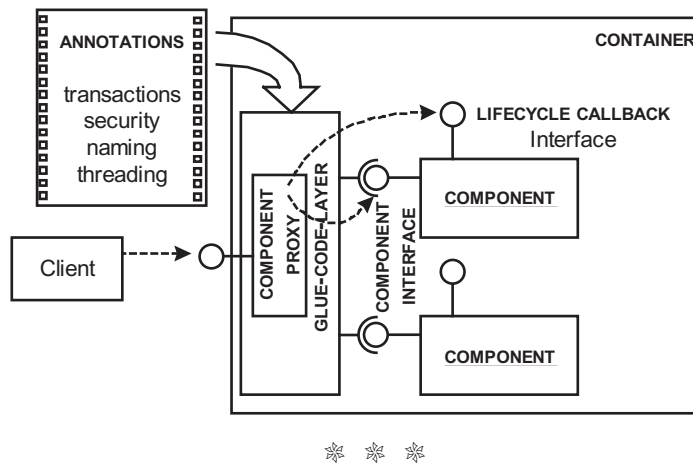 ANNOTATIONS
transactions
security
naming
threading
CONTAINER
LIFECYCLE CALLBACK
Interface
COMPONENT
Client
COMPONENT
PROXY
GLUE-CODE-LAYER
COMPONENT
INTERFACE
COMPONENT